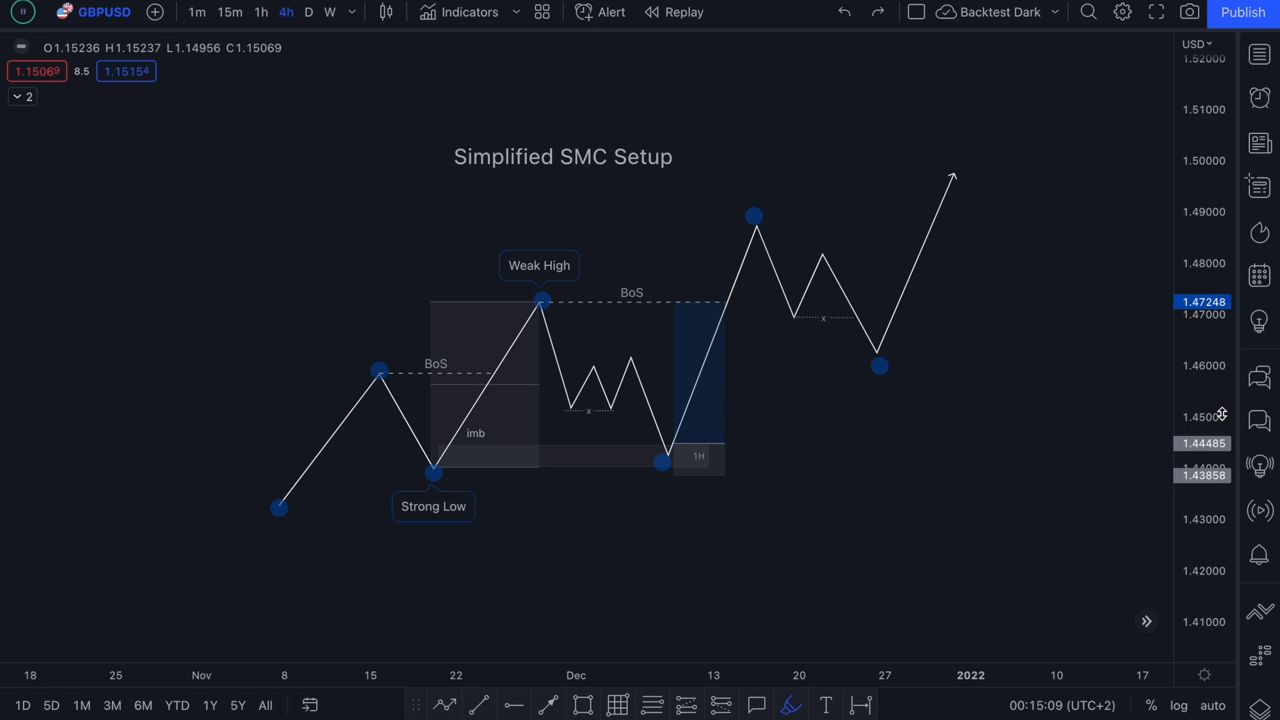 GBPUSD 1m 15m 1h 4h D W Indicators Alert Replay Backtest Dark Publish
O1.15236 H1.15237 L1.14956 C1.15069
1.15069 8.5 1.15154
2
USD
1.52000
1.51000
Simplified SMC Setup
1.50000
1.49000
1.48000
Weak High
BoS
1.47248
1.47000
BoS
1.46000
x
x
1.45000
imb
1.44485
1H
1.43858
Strong Low
1.43000
1.42000
1.41000
18 25 Nov 8 15 22 Dec 13 20 27 2022 10 17
1D 5D 1M 3M 6M YTD 1Y 5Y All 00:15:09 (UTC+2) % log auto